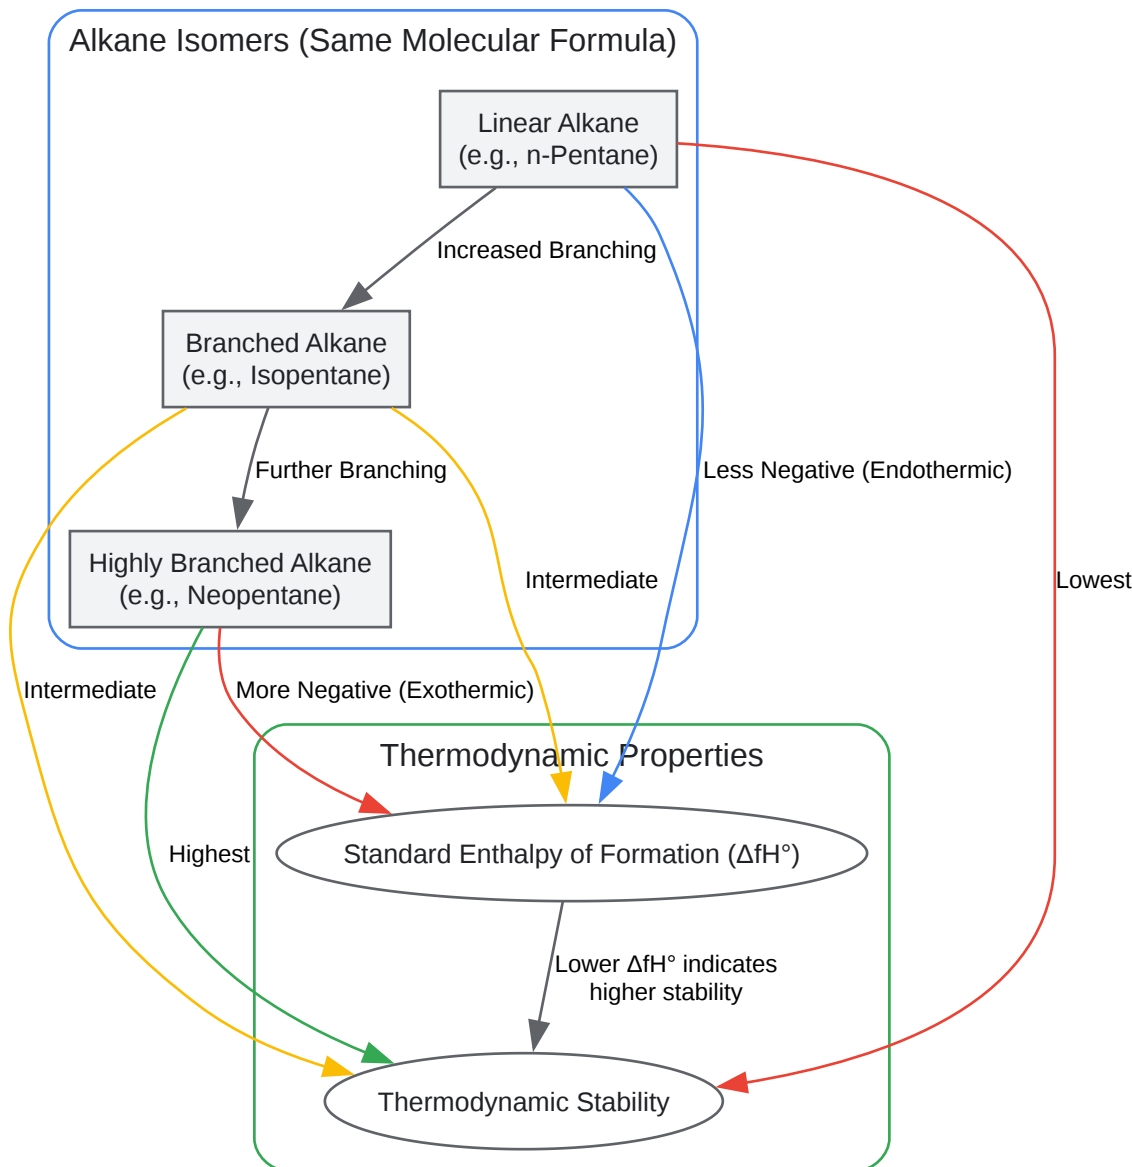 Alkane Isomers (Same Molecular Formula)
Linear Alkane
(e.g., n-Pentane)
Increased Branching
Branched Alkane
(e.g., Isopentane)
Further Branching
Less Negative (Endothermic)
Highly Branched Alkane
(e.g., Neopentane)
Intermediate
Lowest
Intermediate
More Negative (Exothermic)
Thermodynamic Properties
Highest
Standard Enthalpy of Formation (ΔfH°)
Lower ΔfH° indicates
higher stability
Thermodynamic Stability